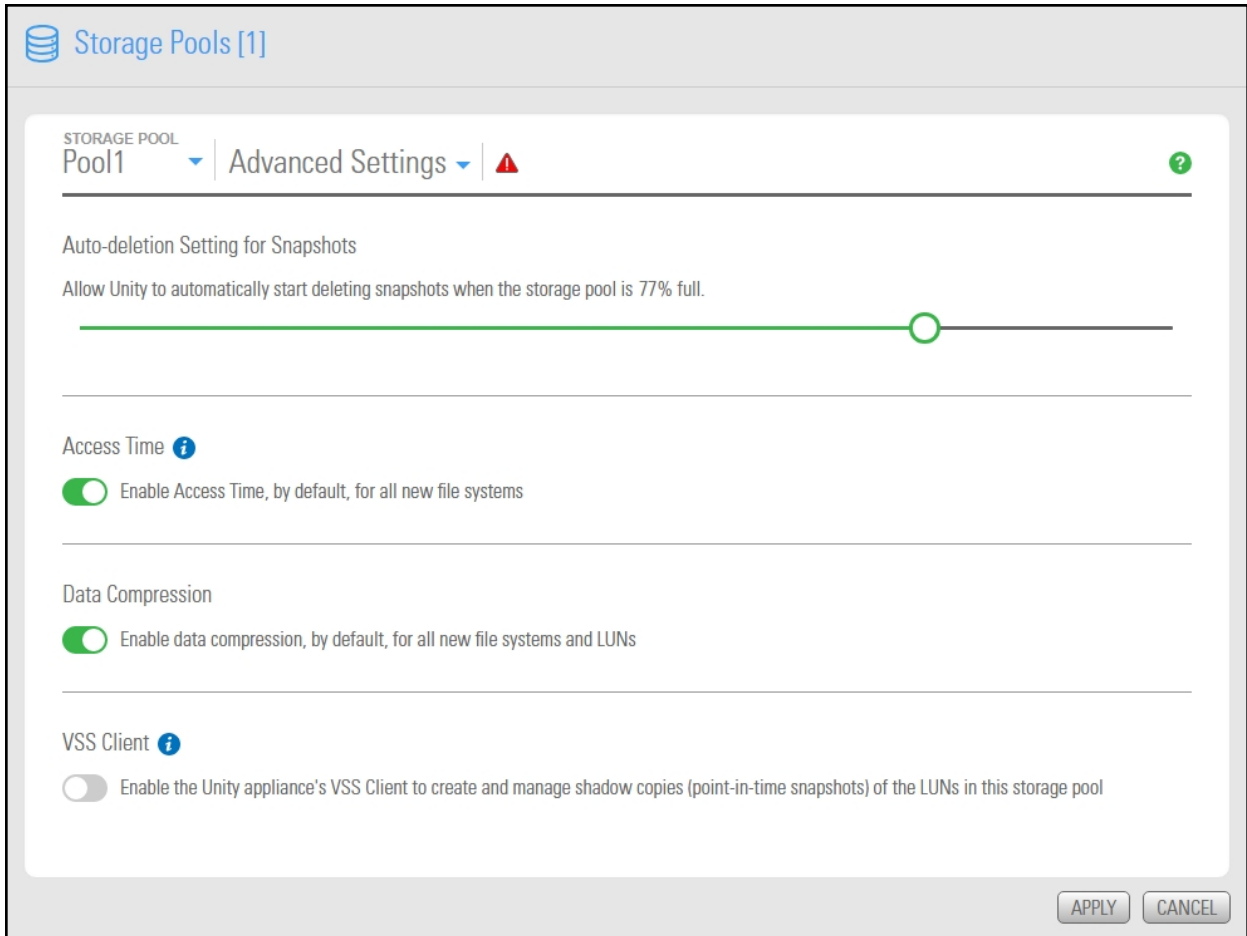 Storage Pools [1]
STORAGE POOL
Pool1
Advanced Settings
Auto-deletion Setting for Snapshots
Allow Unity to automatically start deleting snapshots when the storage pool is 77% full.
Access Time
Enable Access Time, by default, for all new file systems
Data Compression
Enable data compression, by default, for all new file systems and LUNs
VSS Client
Enable the Unity appliance's VSS Client to create and manage shadow copies (point-in-time snapshots) of the LUNs in this storage pool
APPLY
CANCEL